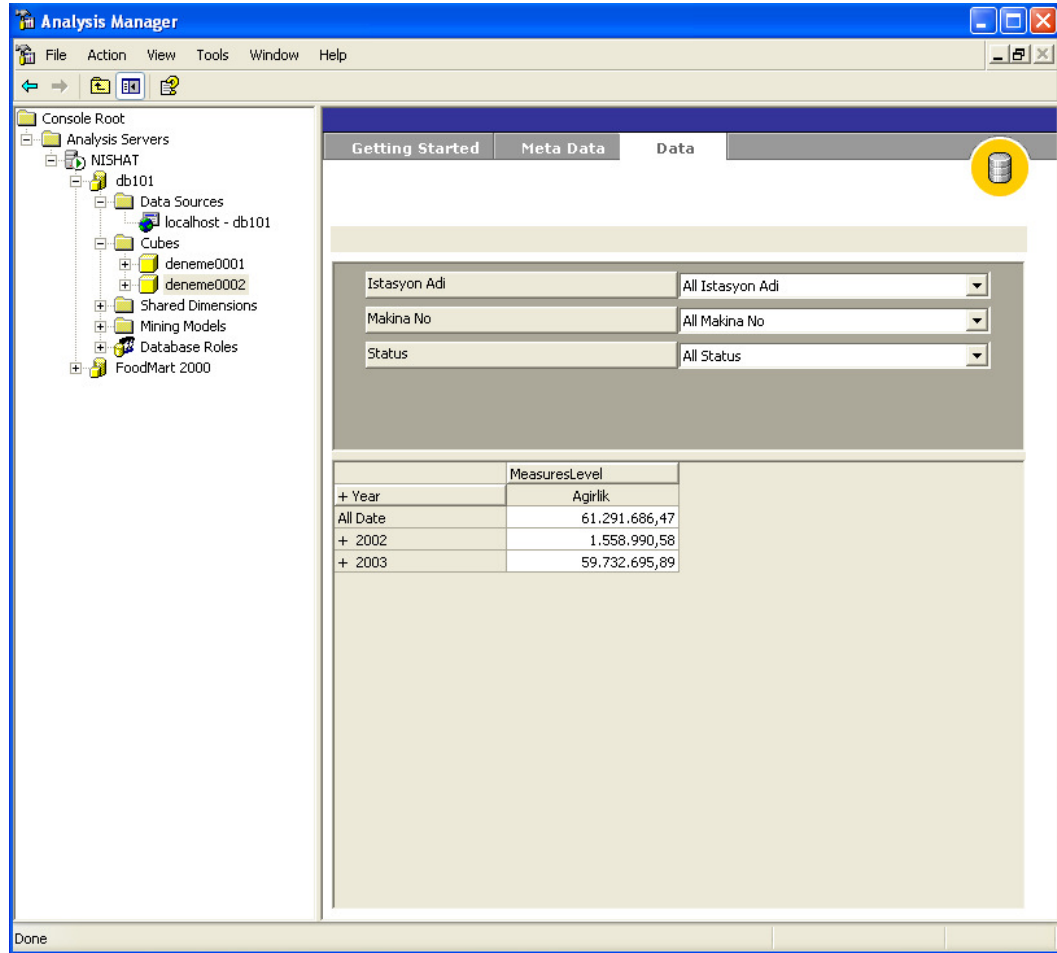 Analysis Manager
File Action View Tools Window Help
Console Root
Analysis Servers
NISHAT
db101
Data Sources
localhost - db101
Cubes
deneme0001
deneme0002
Shared Dimensions
Mining Models
Database Roles
FoodMart 2000
Getting Started Meta Data Data
Istasyon Adi All Istasyon Adi
Makina No All Makina No
Status All Status
MeasuresLevel
+ Year Agirlik
All Date 61.291.686,47
+ 2002 1.558.990,58
+ 2003 59.732.695,89
Done